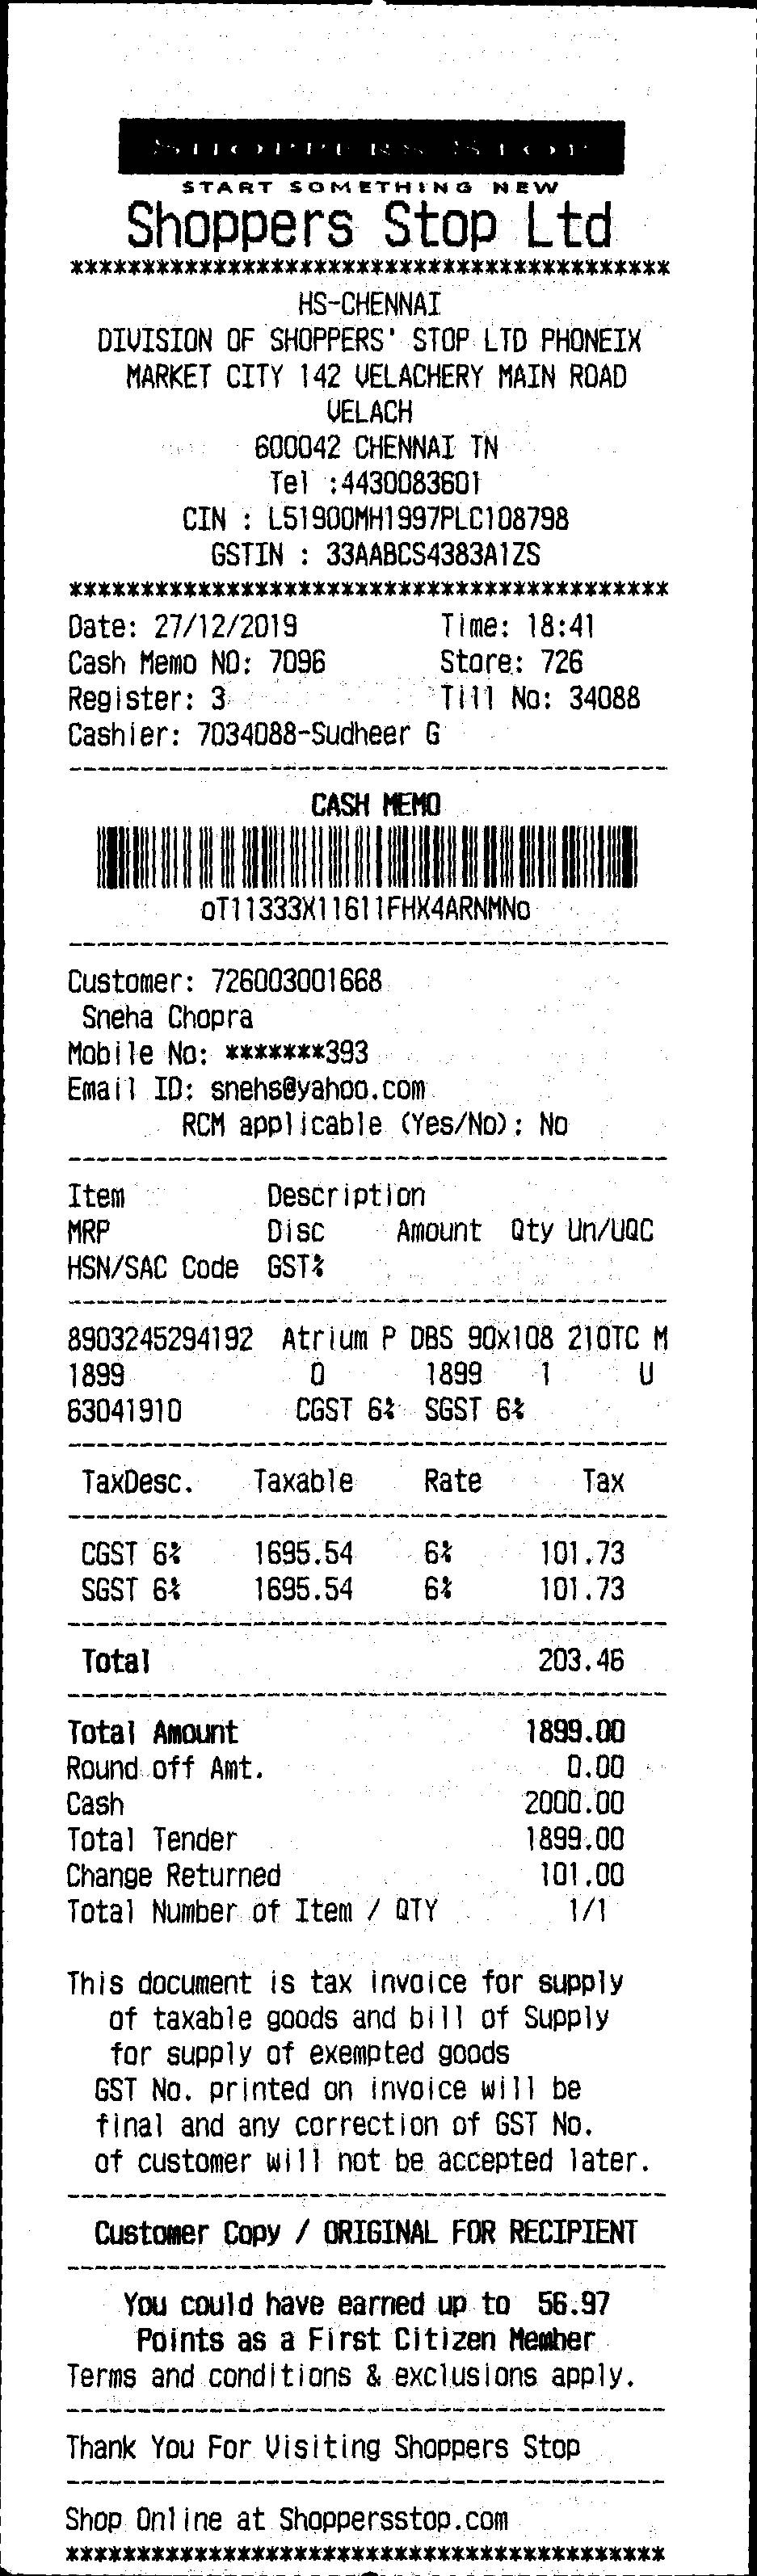 SHOPPERS STOP
START SOMETHING NEW
Shoppers Stop Ltd
******************************************
HS-CHENNAI
DIVISION OF SHOPPERS' STOP LTD PHONEIX
MARKET CITY 142 VELACHERY MAIN ROAD
VELACH
600042 CHENNAI TN
Tel :4430083601
CIN : L51900MH1997PLC108798
GSTIN : 33AABCS4383A1ZS
******************************************
Date: 27/12/2019 Time: 18:41
Cash Memo NO: 7096 Store: 726
Register: 3 Till No: 34088
Cashier: 7034088-Sudheer G
------------------------------------------
CASH MEMO
oT11333X11611FHX4ARNMNo
------------------------------------------
Customer: 726003001668
Sneha Chopra
Mobile No: *******393
Email ID: snehs@yahoo.com
RCM applicable (Yes/No): No
------------------------------------------
Item Description
MRP Disc Amount Qty Un/UQC
HSN/SAC Code GST%
------------------------------------------
8903245294192 Atrium P DBS 90x108 210TC M
1899 0 1899 1 U
63041910 CGST 6% SGST 6%
------------------------------------------
TaxDesc. Taxable Rate Tax
------------------------------------------
CGST 6% 1695.54 6% 101.73
SGST 6% 1695.54 6% 101.73
------------------------------------------
Total 203.46
------------------------------------------
Total Amount 1899.00
Round off Amt. 0.00
Cash 2000.00
Total Tender 1899.00
Change Returned 101.00
Total Number of Item / QTY 1/1
This document is tax invoice for supply
of taxable goods and bill of Supply
for supply of exempted goods
GST No. printed on invoice will be
final and any correction of GST No.
of customer will not be accepted later.
------------------------------------------
Customer Copy / ORIGINAL FOR RECIPIENT
------------------------------------------
You could have earned up to 56.97
Points as a First Citizen Member
Terms and conditions & exclusions apply.
------------------------------------------
Thank You For Visiting Shoppers Stop
------------------------------------------
Shop Online at Shoppersstop.com
******************************************